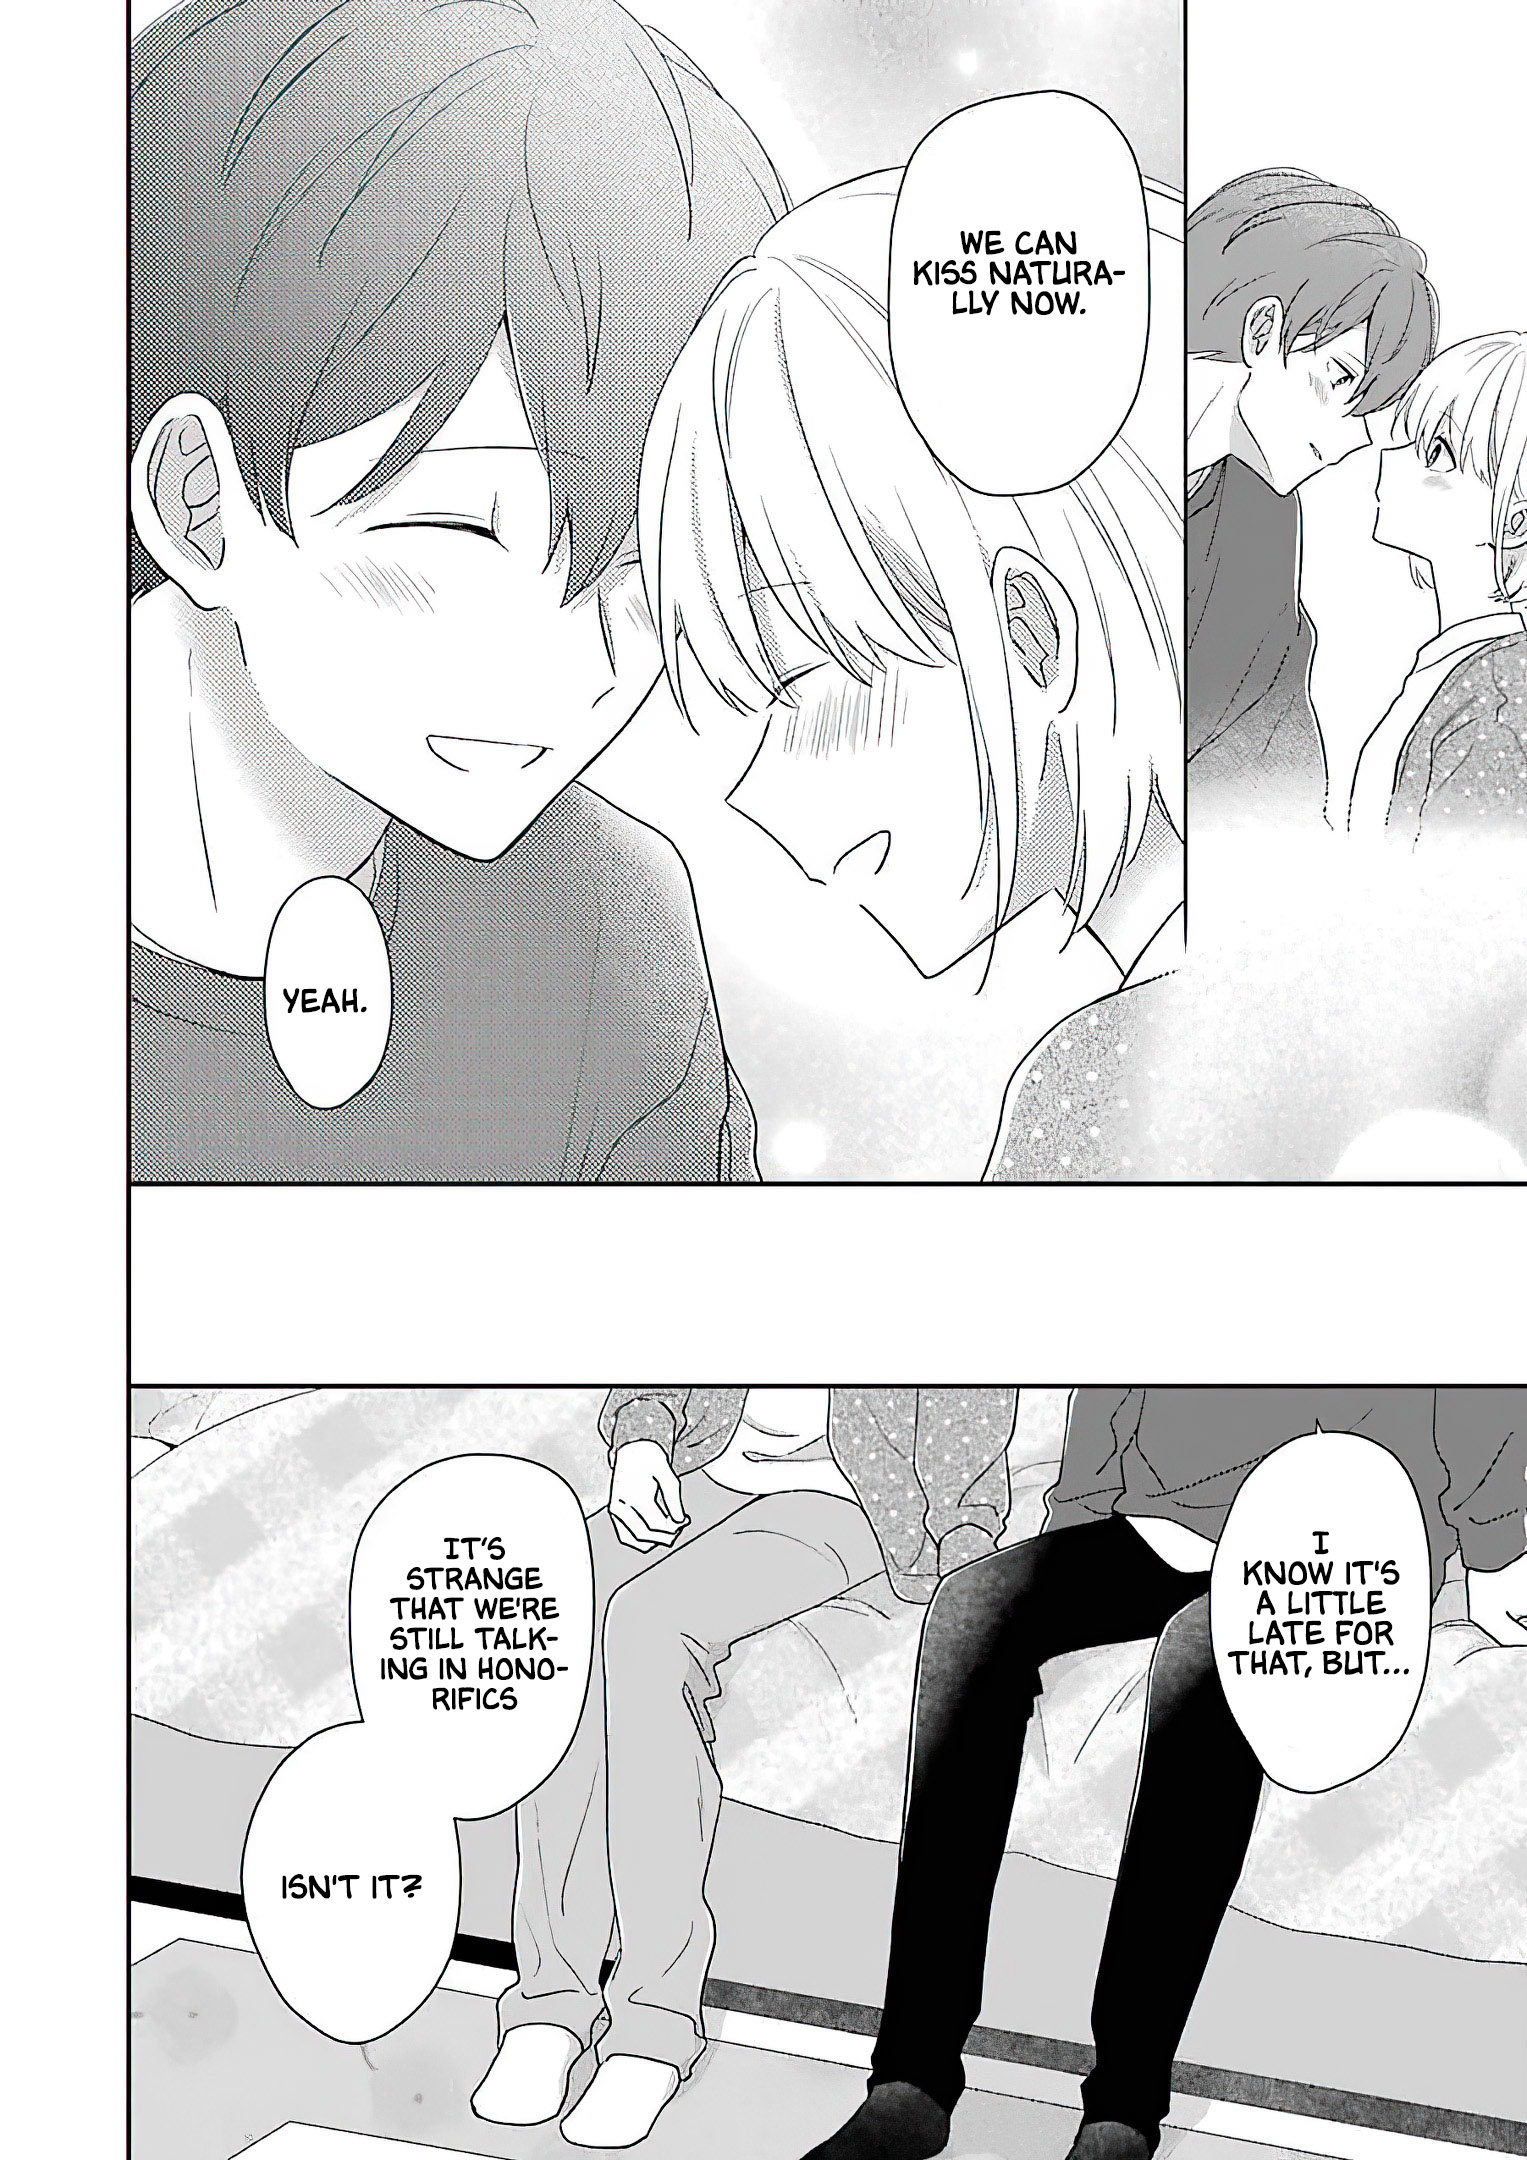 WE CAN
KISS NATURA-
LLY NOW.
YEAH.
I
KNOW IT'S
A LITTLE
LATE FOR
THAT, BUT...
IT'S
STRANGE
THAT WE'RE
STILL TALK-
ING IN HONO-
RIFICS
ISN'T IT?